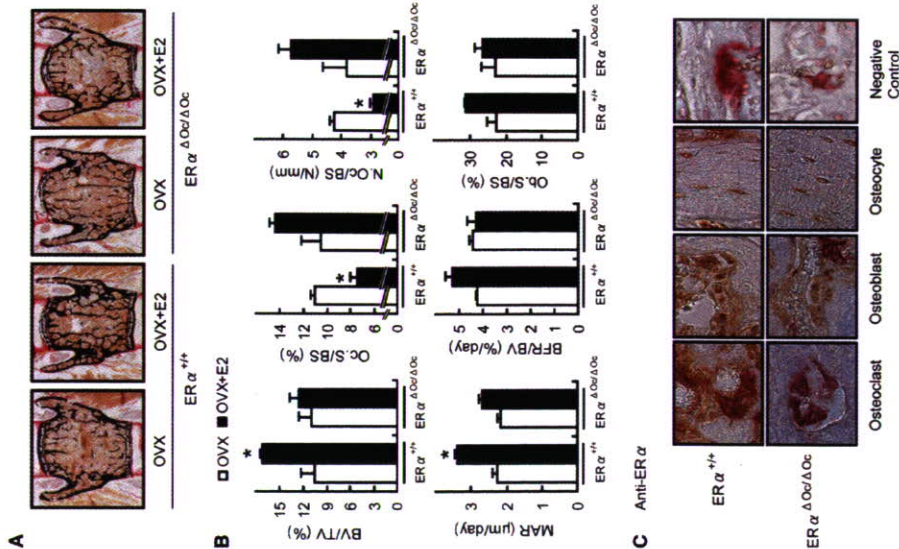 A
OVX OVX+E2 OVX OVX+E2
ERα+/+ ERαΔOc/ΔOc
B
□ OVX ■ OVX+E2
BV/TV (%)
15
12
9
6
3
0
*
ERα+/+ ERαΔOc/ΔOc
Oc.S/BS (%)
14
12
10
8
6
0
*
ERα+/+ ERαΔOc/ΔOc
N.Oc/BS (N/mm)
6
5
4
3
0
*
ERα+/+ ERαΔOc/ΔOc
MAR (μm/day)
4
3
2
1
0
*
ERα+/+ ERαΔOc/ΔOc
BFR/BV (%/day)
5
4
3
2
1
0
ERα+/+ ERαΔOc/ΔOc
Ob.S/BS (%)
30
20
10
0
ERα+/+ ERαΔOc/ΔOc
C
Anti-ERα
ERα+/+
ERαΔOc/ΔOc
Osteoclast Osteoblast Osteocyte Negative
Control